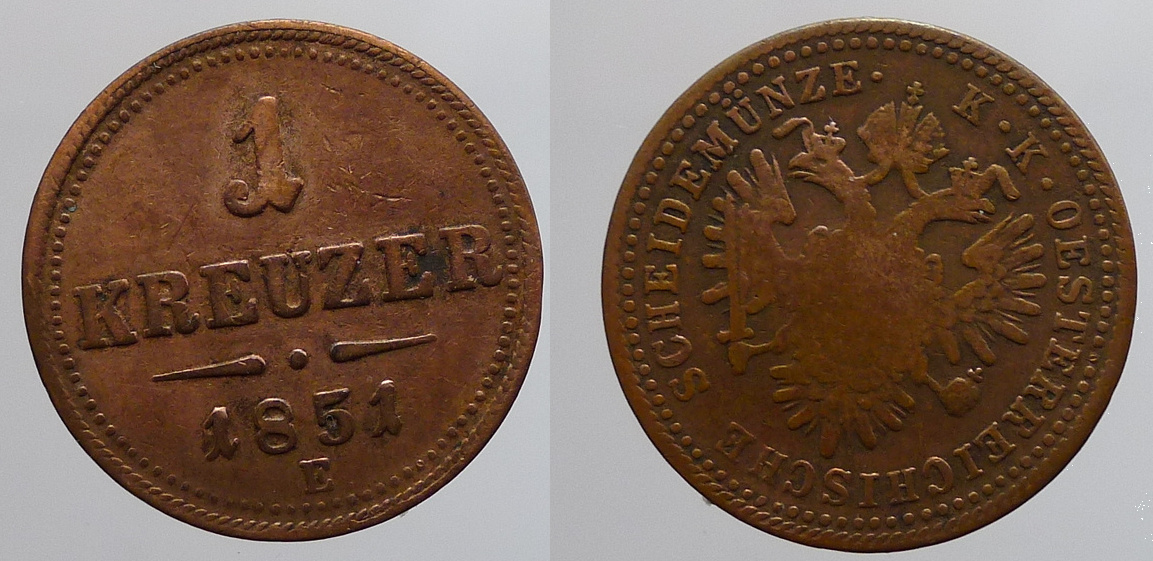 1
KREUZER
1851
E
K . K . OESTERREICHISCHE SCHEIDEMÜNZE .